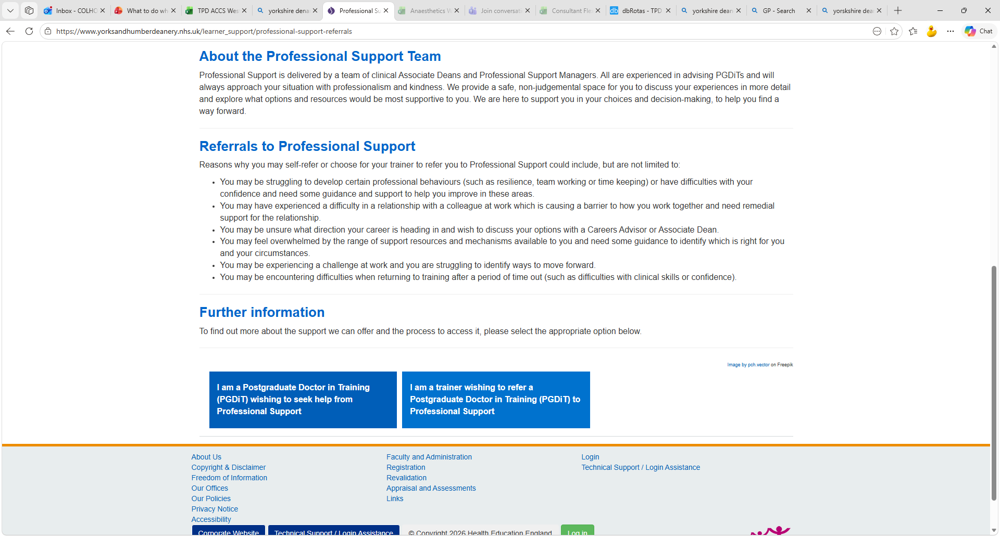 Inbox - COLHO
What to do wh
TPD ACCS Wes
yorkshire dena
Professional Su
Anaesthetics W
Join conversati
Consultant Fle
db dbRotas - TPD
yorkshire dean
GP - Search
yorskshire dea
https://www.yorksandhumberdeanery.nhs.uk/learner_support/professional-support-referrals
Chat
About the Professional Support Team
Professional Support is delivered by a team of clinical Associate Deans and Professional Support Managers. All are experienced in advising PGDiTs and will
always approach your situation with professionalism and kindness. We provide a safe, non-judgemental space for you to discuss your experiences in more detail
and explore what options and resources would be most supportive to you. We are here to support you in your choices and decision-making, to help you find a
way forward.
Referrals to Professional Support
Reasons why you may self-refer or choose for your trainer to refer you to Professional Support could include, but are not limited to:
• You may be struggling to develop certain professional behaviours (such as resilience, team working or time keeping) or have difficulties with your
confidence and need some guidance and support to help you improve in these areas.
• You may have experienced a difficulty in a relationship with a colleague at work which is causing a barrier to how you work together and need remedial
support for the relationship.
• You may be unsure what direction your career is heading in and wish to discuss your options with a Careers Advisor or Associate Dean.
• You may feel overwhelmed by the range of support resources and mechanisms available to you and need some guidance to identify which is right for you
and your circumstances.
• You may be experiencing a challenge at work and you are struggling to identify ways to move forward.
• You may be encountering difficulties when returning to training after a period of time out (such as difficulties with clinical skills or confidence).
Further information
To find out more about the support we can offer and the process to access it, please select the appropriate option below.
Image by pch.vector on Freepik
I am a Postgraduate Doctor in Training
(PGDiT) wishing to seek help from
Professional Support
I am a trainer wishing to refer a
Postgraduate Doctor in Training (PGDiT) to
Professional Support
About Us
Copyright & Disclaimer
Freedom of Information
Our Offices
Our Policies
Privacy Notice
Accessibility
Faculty and Administration
Registration
Revalidation
Appraisal and Assessments
Links
Login
Technical Support / Login Assistance
Corporate Website
Technical Support / Login Assistance
© Copyright 2026 Health Education England
Log in